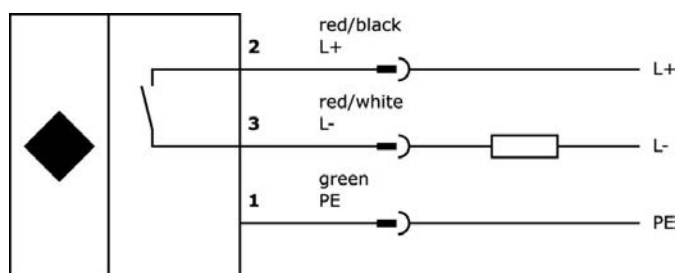 red/black
2 L+
L+
red/white
3 L-
L-
green
1 PE
PE